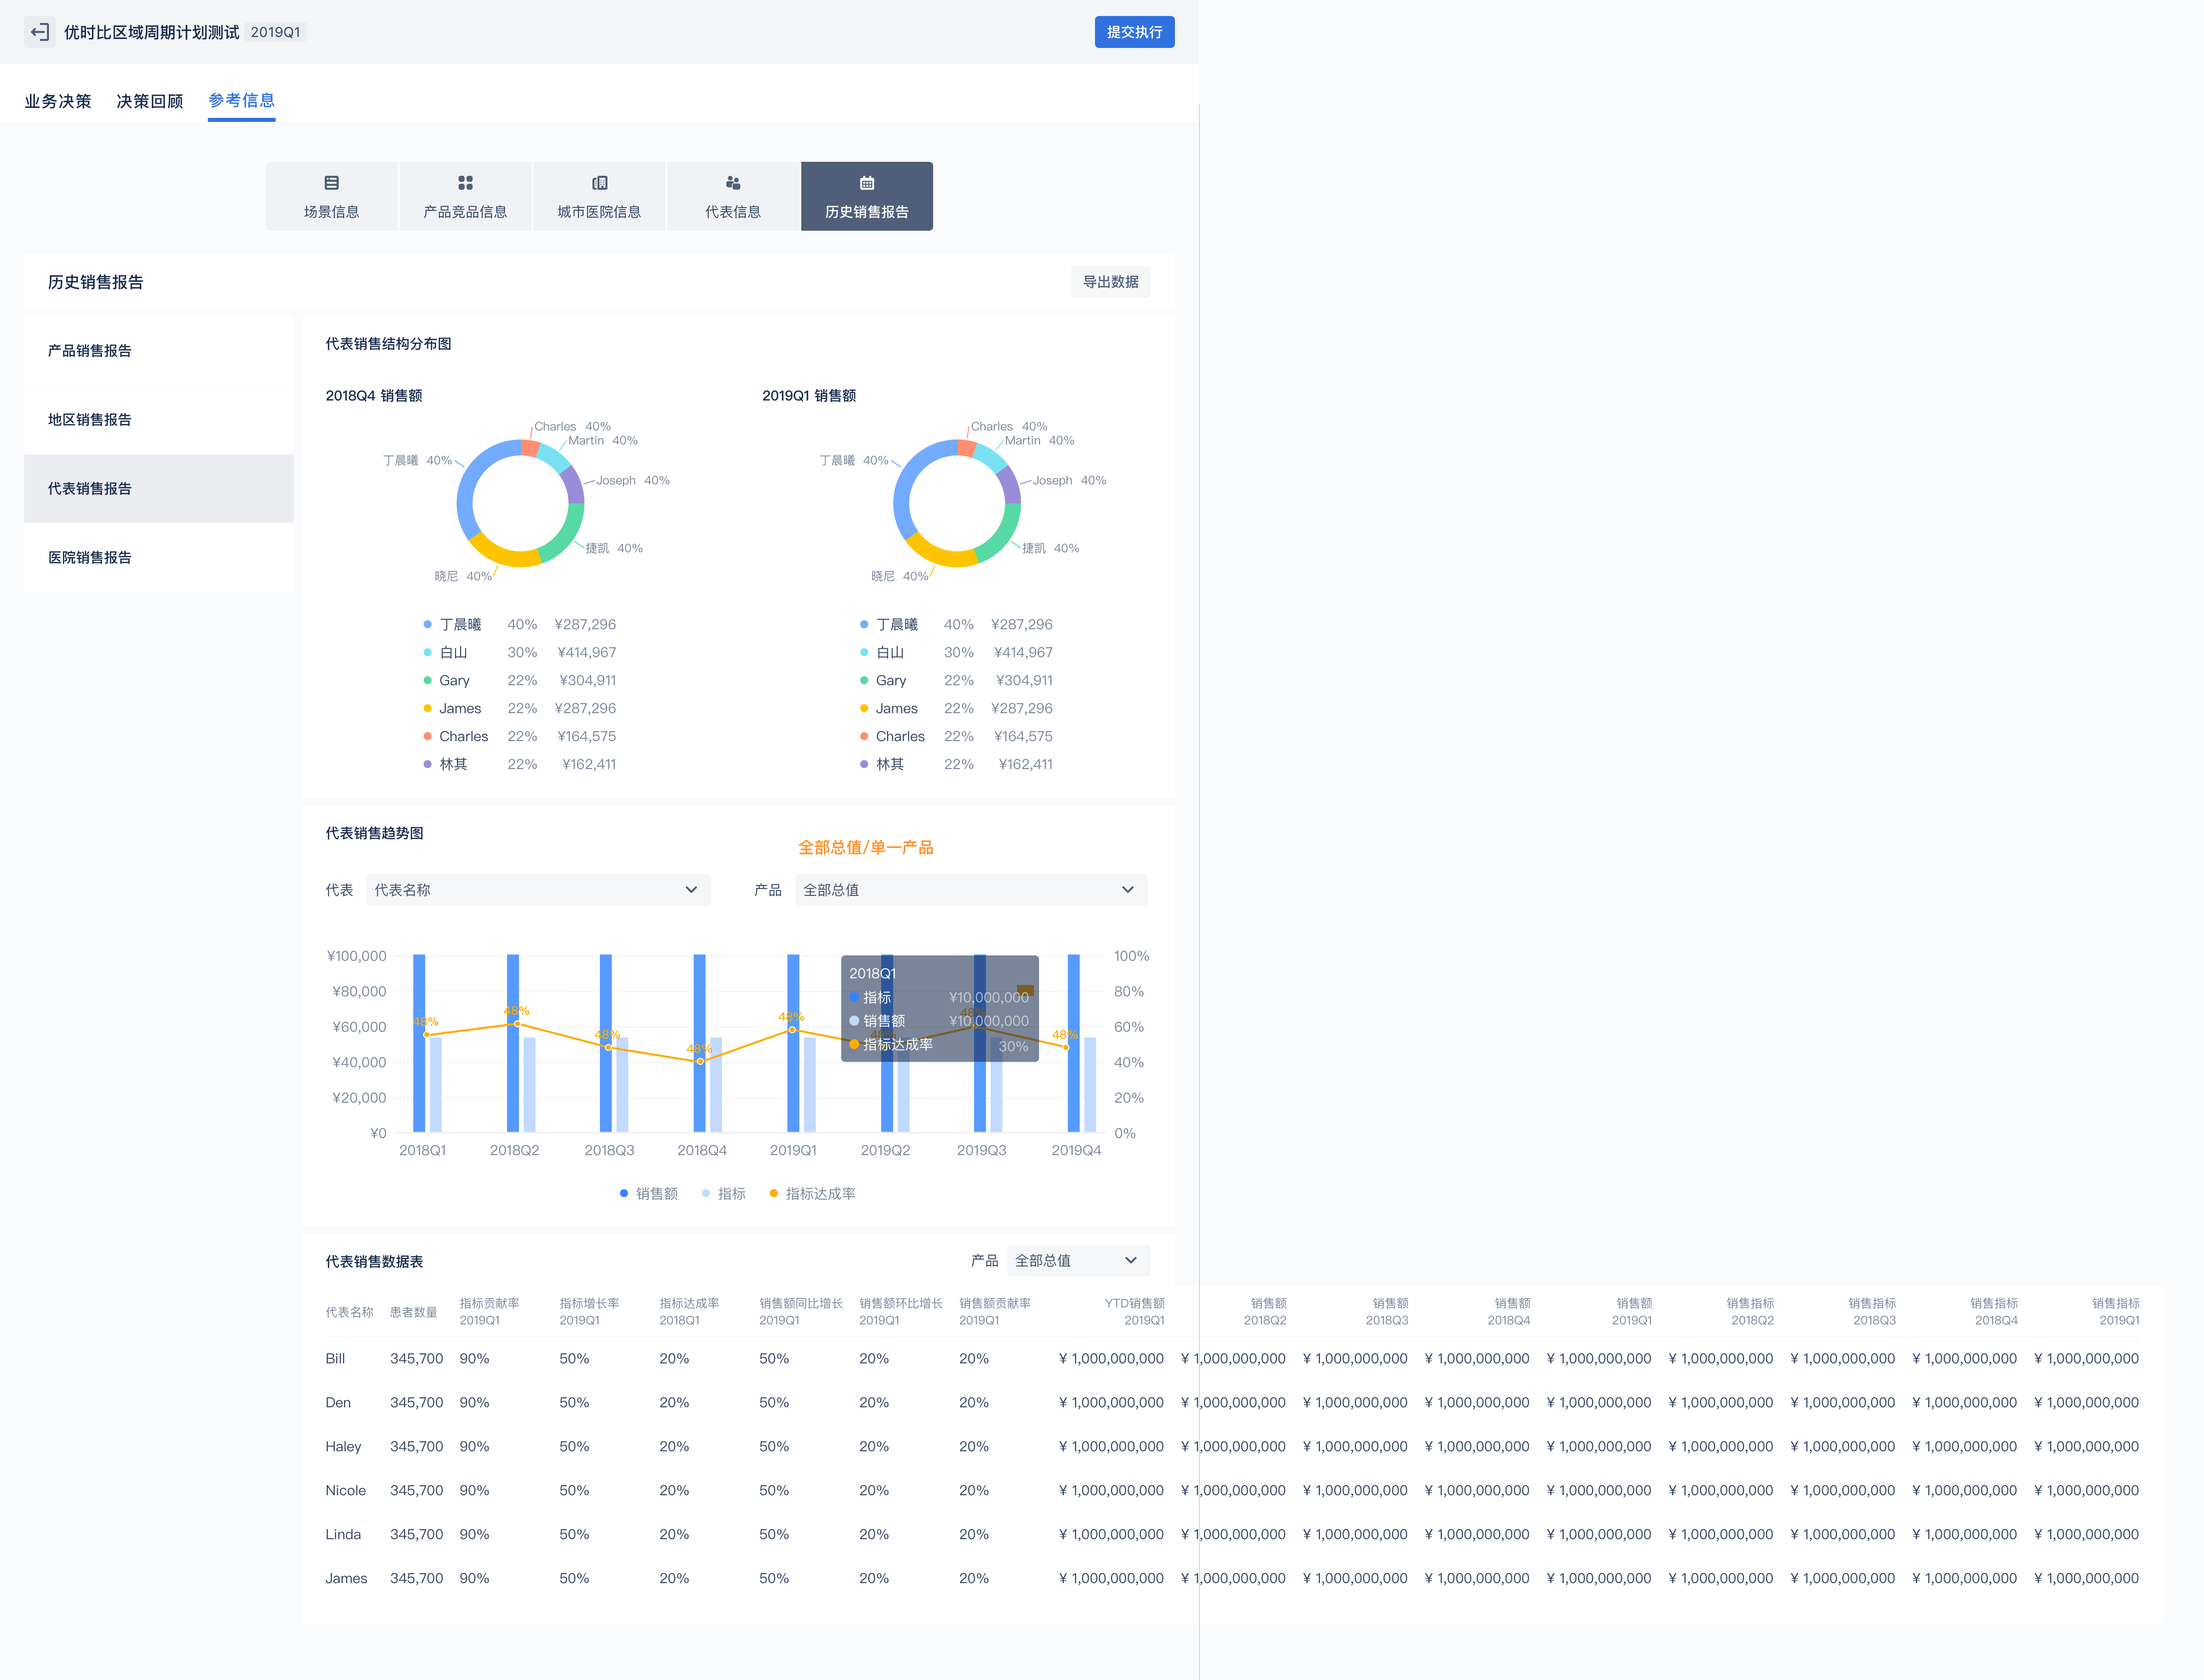 优时比区域周期计划测试 2019Q1 提交执行
业务决策 决策回顾 参考信息
场景信息 产品竞品信息 城市医院信息 代表信息 历史销售报告
历史销售报告 导出数据
产品销售报告
地区销售报告
代表销售报告
医院销售报告
代表销售结构分布图
2018Q4 销售额
Charles 40%
Martin 40%
丁晨曦 40%
Joseph 40%
捷凯 40%
晓尼 40%
丁晨曦 40% ¥287,296
白山 30% ¥414,967
Gary 22% ¥304,911
James 22% ¥287,296
Charles 22% ¥164,575
林其 22% ¥162,411
2019Q1 销售额
Charles 40%
Martin 40%
丁晨曦 40%
Joseph 40%
捷凯 40%
晓尼 40%
丁晨曦 40% ¥287,296
白山 30% ¥414,967
Gary 22% ¥304,911
James 22% ¥287,296
Charles 22% ¥164,575
林其 22% ¥162,411
代表销售趋势图
全部总值/单一产品
代表 代表名称 产品 全部总值
¥100,000 100%
¥80,000 80%
¥60,000 60%
¥40,000 40%
¥20,000 20%
¥0 0%
48% 48% 48% 48% 48% 48% 48% 48%
2018Q1
指标 ¥10,000,000
销售额 ¥10,000,000
指标达成率 30%
2018Q1 2018Q2 2018Q3 2018Q4 2019Q1 2019Q2 2019Q3 2019Q4
销售额 指标 指标达成率
代表销售数据表 产品 全部总值
代表名称 患者数量 指标贡献率 指标增长率 指标达成率 销售额同比增长 销售额环比增长 销售额贡献率 YTD销售额 销售额 销售额 销售额 销售额 销售指标 销售指标 销售指标 销售指标
2019Q1 2019Q1 2018Q1 2019Q1 2019Q1 2019Q1 2019Q1 2018Q2 2018Q3 2018Q4 2019Q1 2018Q2 2018Q3 2018Q4 2019Q1
Bill 345,700 90% 50% 20% 50% 20% 20% ¥ 1,000,000,000 ¥ 1,000,000,000 ¥ 1,000,000,000 ¥ 1,000,000,000 ¥ 1,000,000,000 ¥ 1,000,000,000 ¥ 1,000,000,000 ¥ 1,000,000,000 ¥ 1,000,000,000
Den 345,700 90% 50% 20% 50% 20% 20% ¥ 1,000,000,000 ¥ 1,000,000,000 ¥ 1,000,000,000 ¥ 1,000,000,000 ¥ 1,000,000,000 ¥ 1,000,000,000 ¥ 1,000,000,000 ¥ 1,000,000,000 ¥ 1,000,000,000
Haley 345,700 90% 50% 20% 50% 20% 20% ¥ 1,000,000,000 ¥ 1,000,000,000 ¥ 1,000,000,000 ¥ 1,000,000,000 ¥ 1,000,000,000 ¥ 1,000,000,000 ¥ 1,000,000,000 ¥ 1,000,000,000 ¥ 1,000,000,000
Nicole 345,700 90% 50% 20% 50% 20% 20% ¥ 1,000,000,000 ¥ 1,000,000,000 ¥ 1,000,000,000 ¥ 1,000,000,000 ¥ 1,000,000,000 ¥ 1,000,000,000 ¥ 1,000,000,000 ¥ 1,000,000,000 ¥ 1,000,000,000
Linda 345,700 90% 50% 20% 50% 20% 20% ¥ 1,000,000,000 ¥ 1,000,000,000 ¥ 1,000,000,000 ¥ 1,000,000,000 ¥ 1,000,000,000 ¥ 1,000,000,000 ¥ 1,000,000,000 ¥ 1,000,000,000 ¥ 1,000,000,000
James 345,700 90% 50% 20% 50% 20% 20% ¥ 1,000,000,000 ¥ 1,000,000,000 ¥ 1,000,000,000 ¥ 1,000,000,000 ¥ 1,000,000,000 ¥ 1,000,000,000 ¥ 1,000,000,000 ¥ 1,000,000,000 ¥ 1,000,000,000